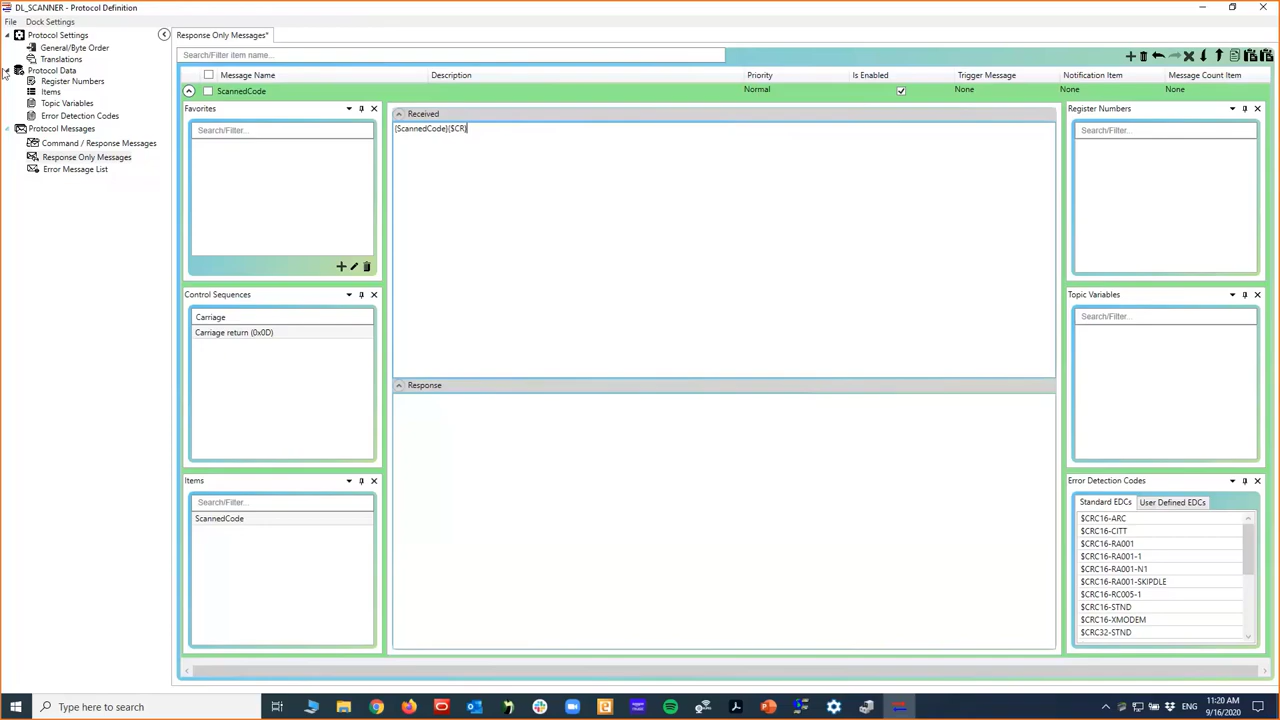 DL_SCANNER - Protocol Definition
File Dock Settings
Protocol Settings
General/Byte Order
Translations
Protocol Data
Register Numbers
Items
Topic Variables
Error Detection Codes
Protocol Messages
Command / Response Messages
Response Only Messages
Error Message List
Response Only Messages*
Search/Filter item name...
Message Name Description Priority Is Enabled Trigger Message Notification Item Message Count Item
ScannedCode Normal None None None
Favorites
Search/Filter...
Control Sequences
Carriage
Carriage return (0x0D)
Items
Search/Filter...
ScannedCode
Received
{ScannedCode}{$CR}
Response
Register Numbers
Search/Filter...
Topic Variables
Search/Filter...
Error Detection Codes
Standard EDCs User Defined EDCs
$CRC16-ARC
$CRC16-CITT
$CRC16-RA001
$CRC16-RA001-1
$CRC16-RA001-N1
$CRC16-RA001-SKIPDLE
$CRC16-RC005-1
$CRC16-STND
$CRC16-XMODEM
$CRC32-STND
Type here to search
ENG
11:20 AM
9/16/2020